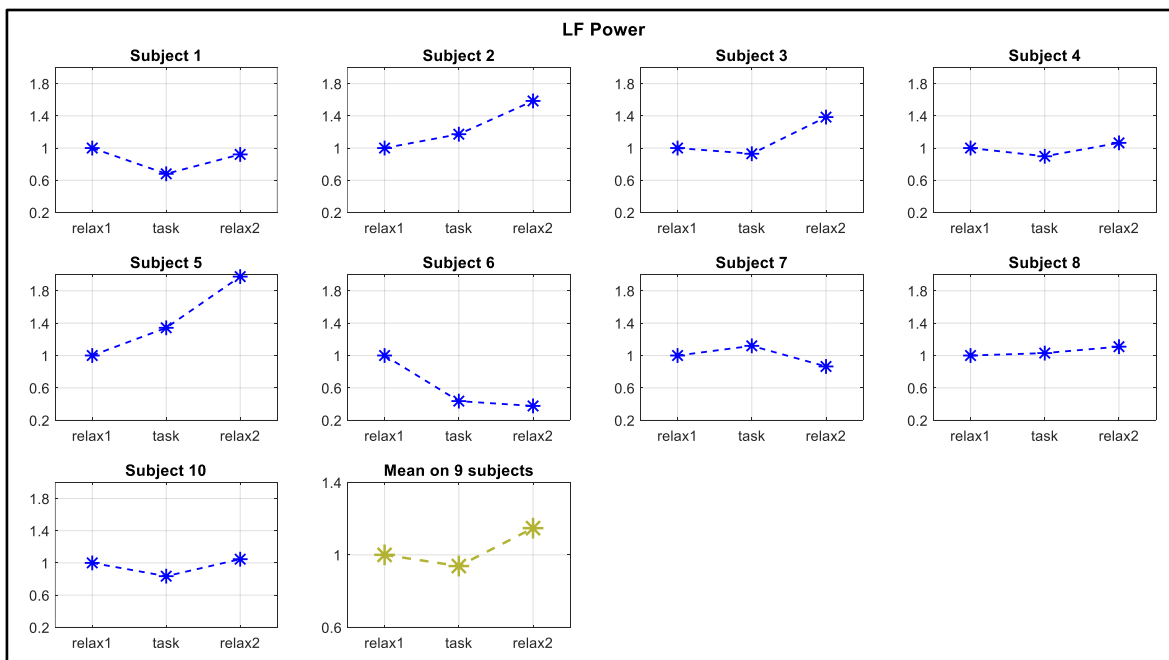 LF Power
Subject 1
1.8
1.4
1
0.6
0.2
relax1 task relax2
Subject 2
1.8
1.4
1
0.6
0.2
relax1 task relax2
Subject 3
1.8
1.4
1
0.6
0.2
relax1 task relax2
Subject 4
1.8
1.4
1
0.6
0.2
relax1 task relax2
Subject 5
1.8
1.4
1
0.6
0.2
relax1 task relax2
Subject 6
1.8
1.4
1
0.6
0.2
relax1 task relax2
Subject 7
1.8
1.4
1
0.6
0.2
relax1 task relax2
Subject 8
1.8
1.4
1
0.6
0.2
relax1 task relax2
Subject 10
1.8
1.4
1
0.6
0.2
relax1 task relax2
Mean on 9 subjects
1.4
1
0.6
relax1 task relax2